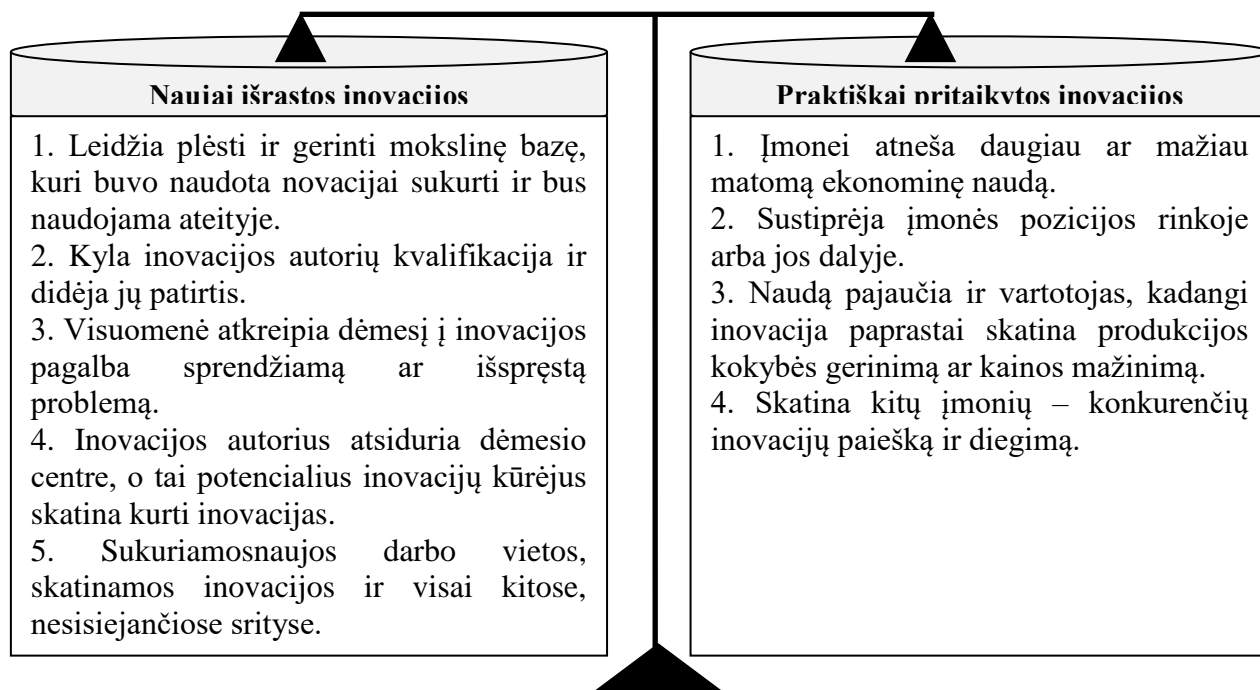 Naujai išrastos inovacijos
1. Leidžia plėsti ir gerinti mokslinę bazę,
kuri buvo naudota novacijai sukurti ir bus
naudojama ateityje.
2. Kyla inovacijos autorių kvalifikacija ir
didėja jų patirtis.
3. Visuomenė atkreipia dėmesį į inovacijos
pagalba sprendžiamą ar išspręstą
problemą.
4. Inovacijos autorius atsiduria dėmesio
centre, o tai potencialius inovacijų kūrėjus
skatina kurti inovacijas.
5. Sukuriamosnaujos darbo vietos,
skatinamos inovacijos ir visai kitose,
nesisiejančiose srityse.
Praktiškai pritaikytos inovacijos
1. Įmonei atneša daugiau ar mažiau
matomą ekonominę naudą.
2. Sustiprėja įmonės pozicijos rinkoje
arba jos dalyje.
3. Naudą pajaučia ir vartotojas, kadangi
inovacija paprastai skatina produkcijos
kokybės gerinimą ar kainos mažinimą.
4. Skatina kitų įmonių – konkurenčių
inovacijų paiešką ir diegimą.